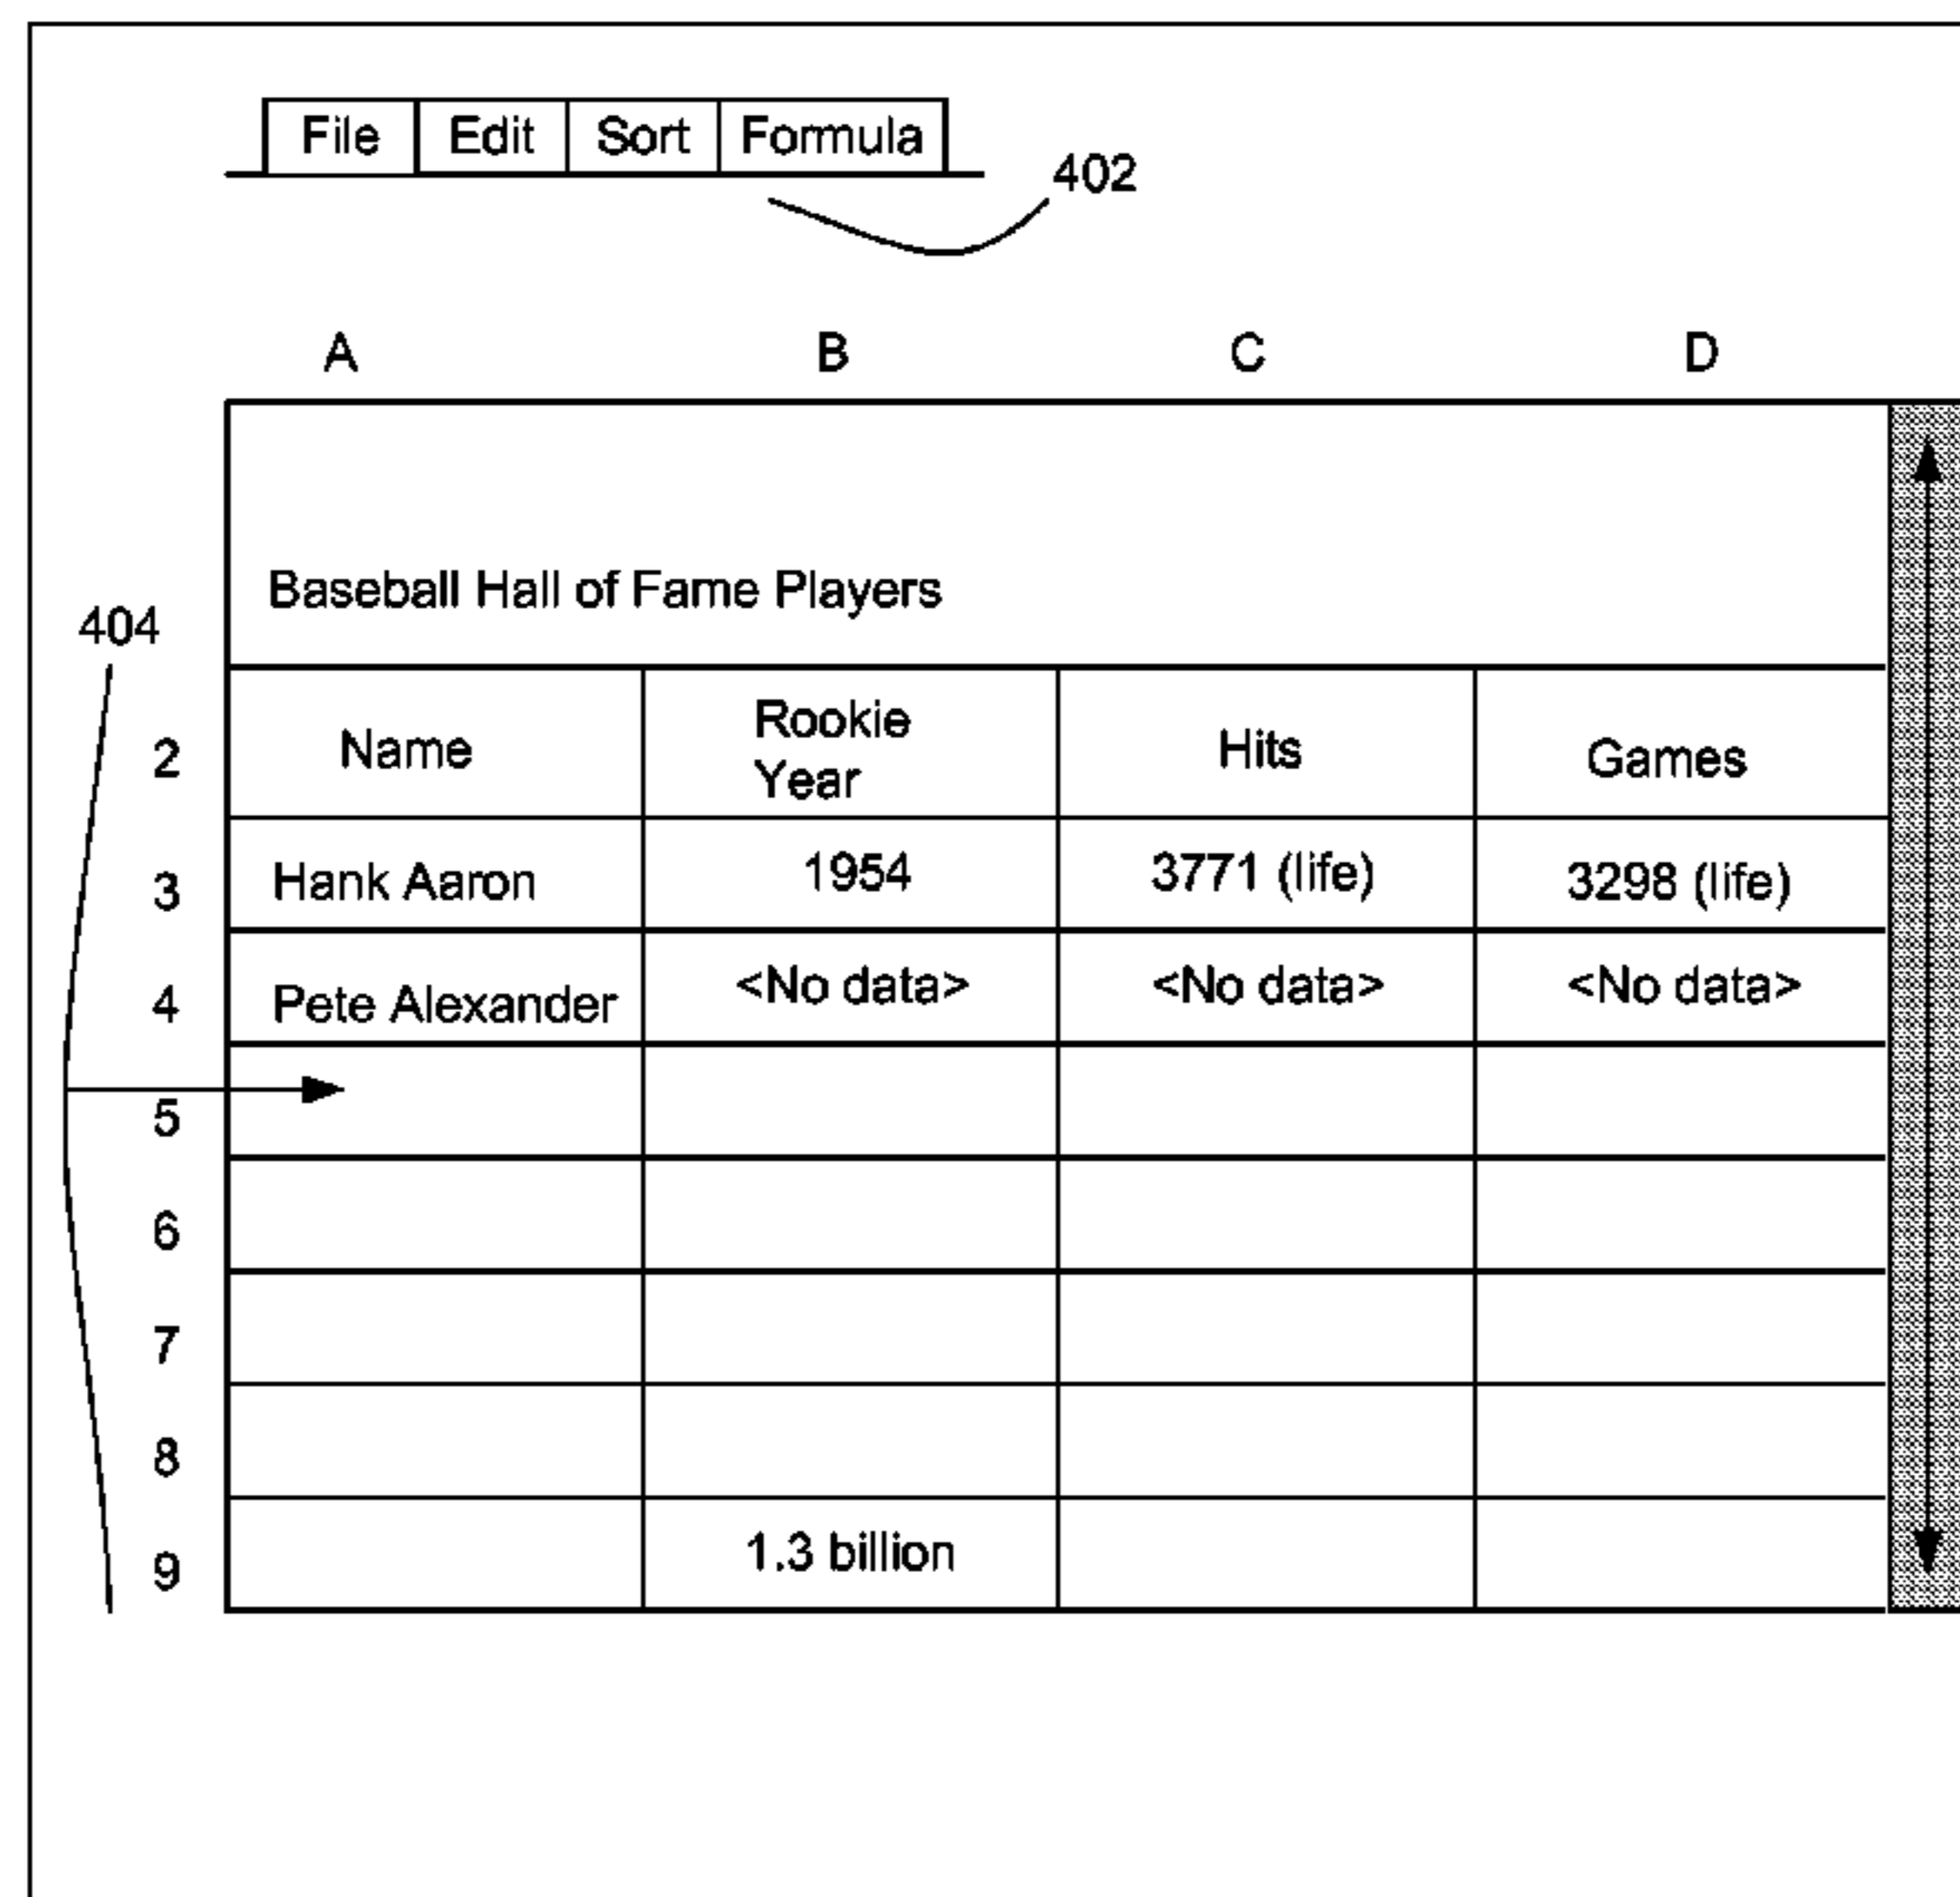 File Edit Sort Formula
402
A B C D
Baseball Hall of Fame Players
404
2 Name Rookie Year Hits Games
3 Hank Aaron 1954 3771 (life) 3298 (life)
4 Pete Alexander <No data> <No data> <No data>
5
6
7
8
9 1.3 billion